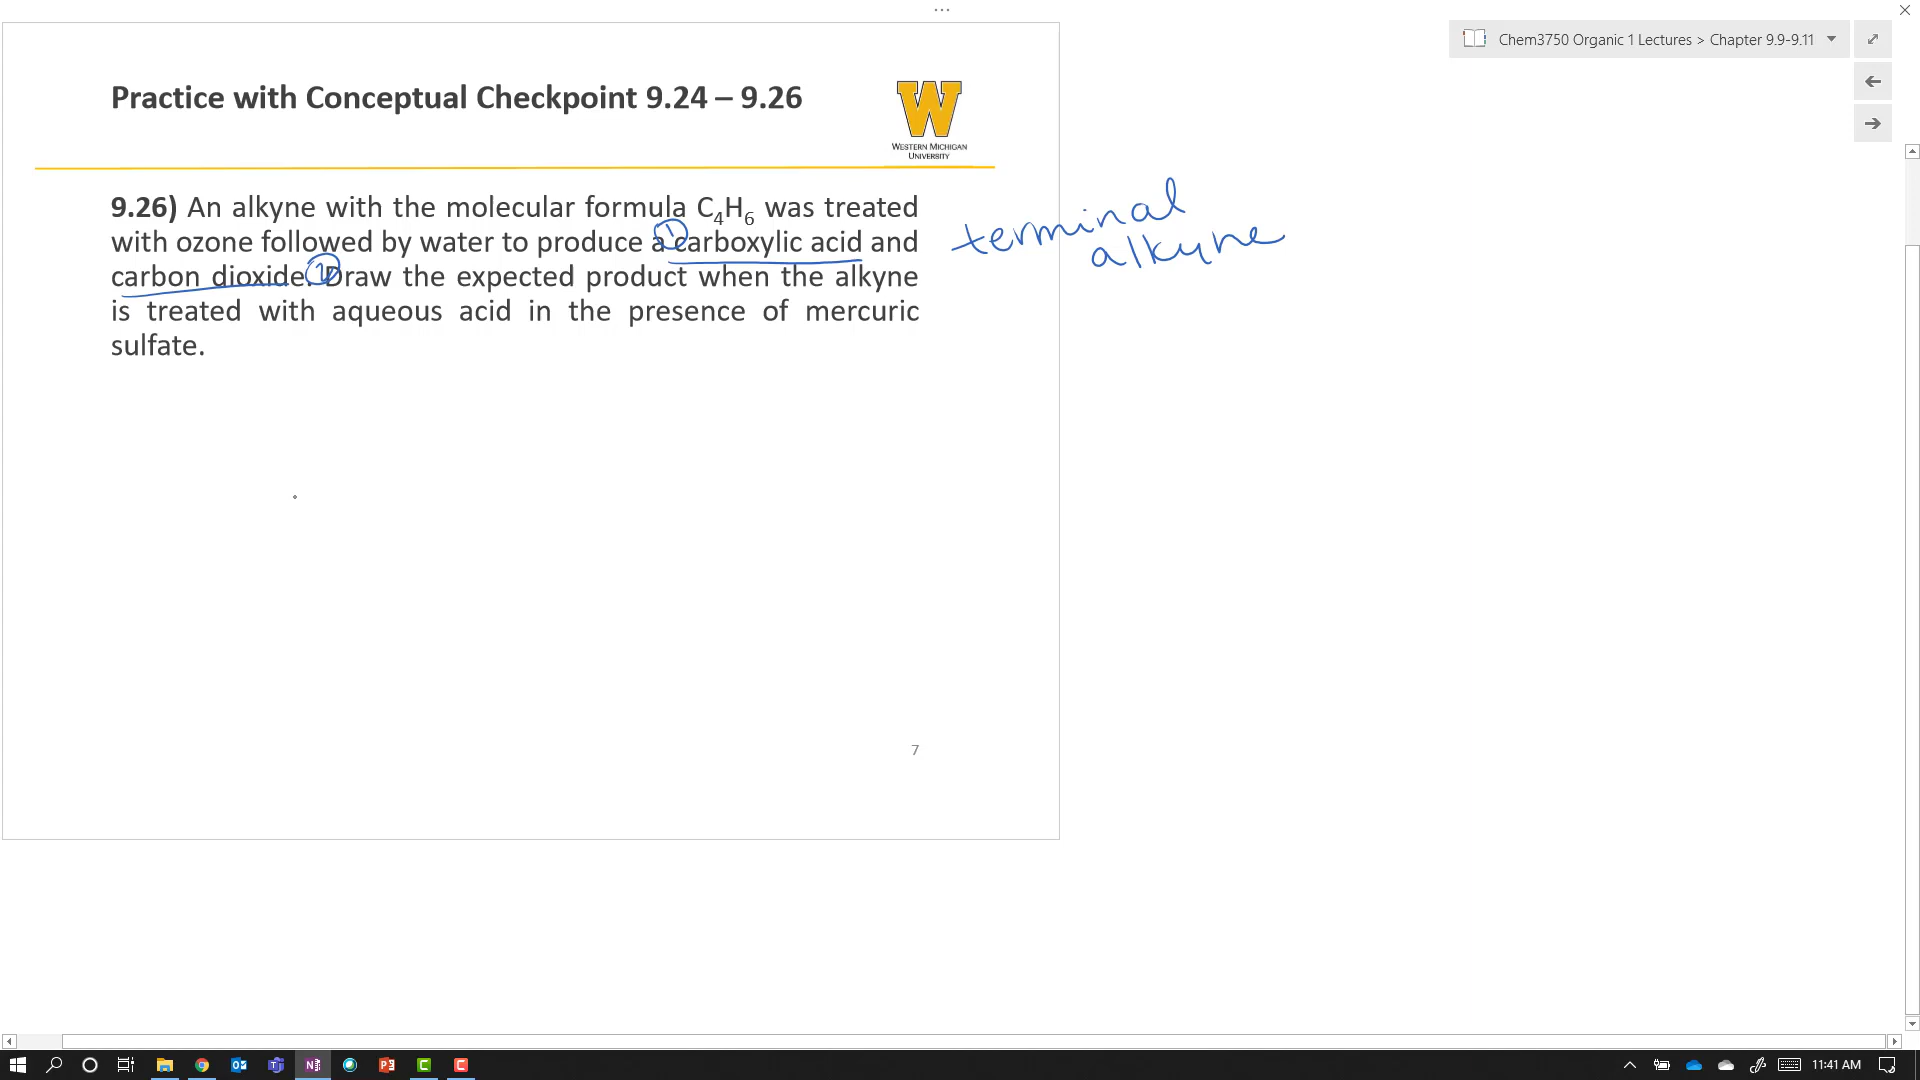 Chem3750 Organic 1 Lectures > Chapter 9.9-9.11
Practice with Conceptual Checkpoint 9.24 – 9.26
W
WESTERN MICHIGAN
UNIVERSITY
9.26) An alkyne with the molecular formula C₄H₆ was treated
with ozone followed by water to produce a carboxylic acid and
carbon dioxide. Draw the expected product when the alkyne
is treated with aqueous acid in the presence of mercuric
sulfate.
1
2
terminal
alkyne
7
11:41 AM